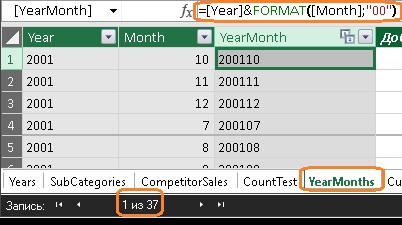 [YearMonth] fx =[Year]&FORMAT([Month];"00")
Year Month YearMonth
1 2001 10 200110
2 2001 11 200111
3 2001 12 200112
4 2001 7 200107
5 2001 8 200108
Years SubCategories CompetitorSales CountTest YearMonths Cu
Запись: 1 из 37